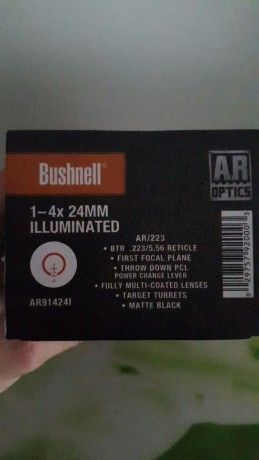 Bushnell
AR
OPTICS
1-4x 24MM
ILLUMINATED
AR/223
• BTR .223/5.56 RETICLE
• FIRST FOCAL PLANE
• THROW DOWN PCL
POWER CHANGE LEVER
• FULLY MULTI-COATED LENSES
• TARGET TURRETS
• MATTE BLACK
AR91424I